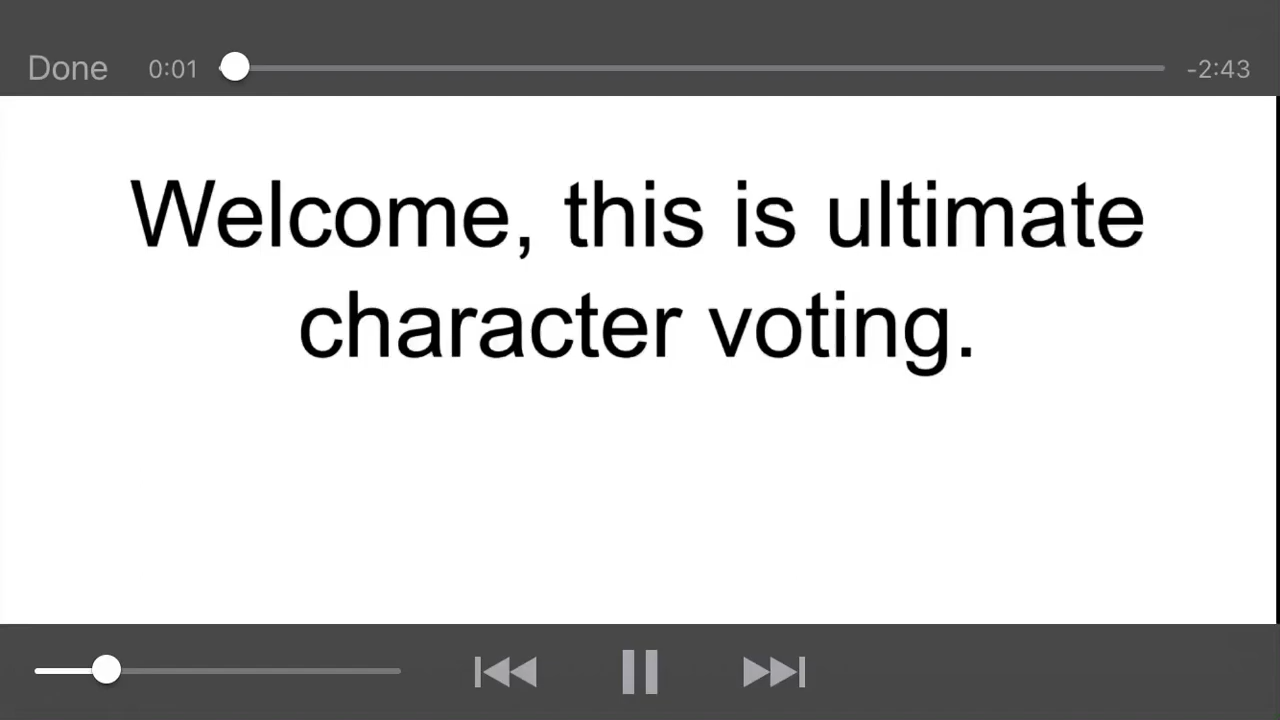 Done 0:01 -2:43
Welcome, this is ultimate
character voting.